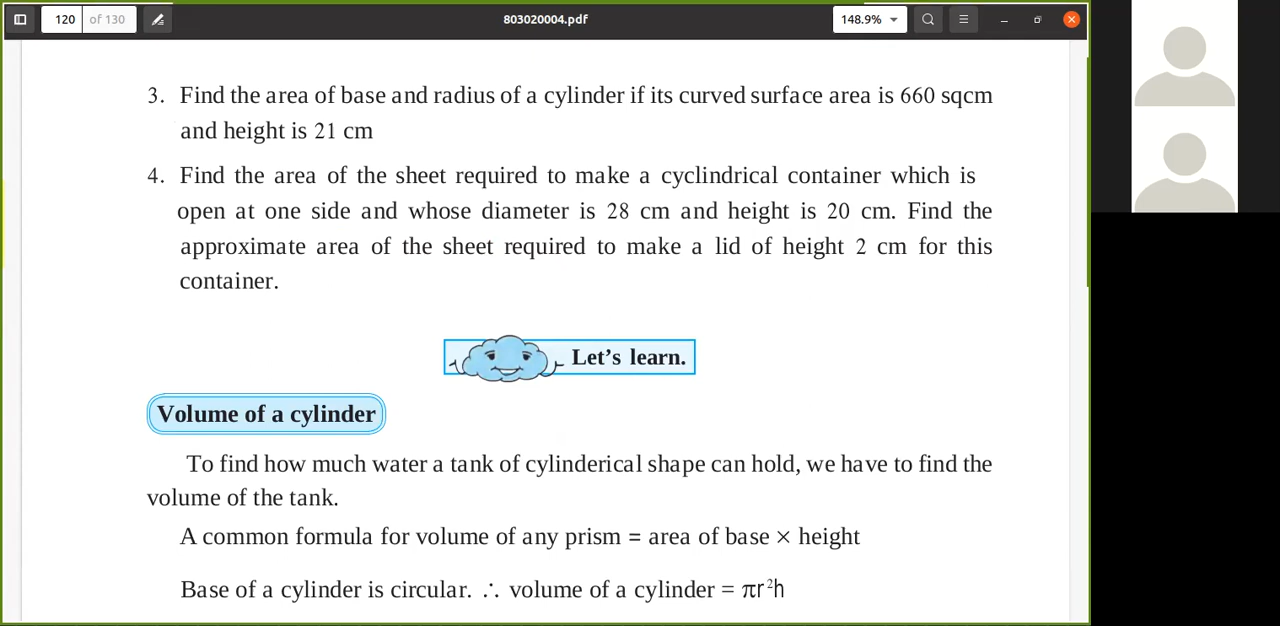 120 of 130
803020004.pdf
148.9%
3. Find the area of base and radius of a cylinder if its curved surface area is 660 sqcm
and height is 21 cm
4. Find the area of the sheet required to make a cyclindrical container which is
open at one side and whose diameter is 28 cm and height is 20 cm. Find the
approximate area of the sheet required to make a lid of height 2 cm for this
container.
Let’s learn.
Volume of a cylinder
To find how much water a tank of cylinderical shape can hold, we have to find the
volume of the tank.
A common formula for volume of any prism = area of base × height
Base of a cylinder is circular. ∴ volume of a cylinder = πr²h